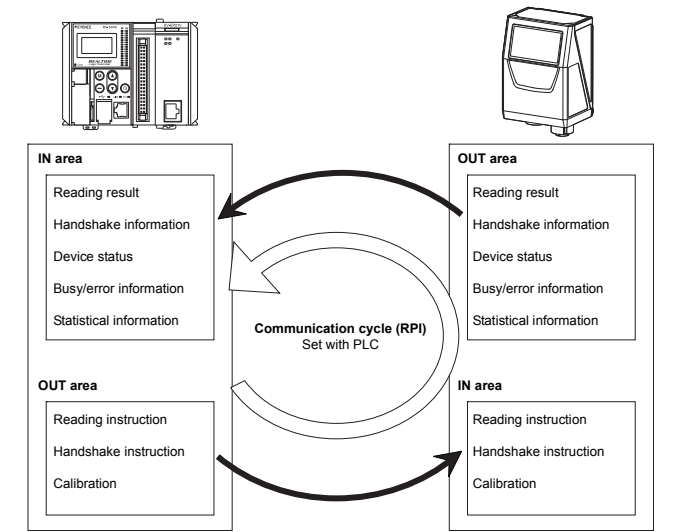 KEYENCE
REALTIME
IN area
Reading result
Handshake information
Device status
Busy/error information
Statistical information
OUT area
Reading instruction
Handshake instruction
Calibration
Communication cycle (RPI)
Set with PLC
OUT area
Reading result
Handshake information
Device status
Busy/error information
Statistical information
IN area
Reading instruction
Handshake instruction
Calibration